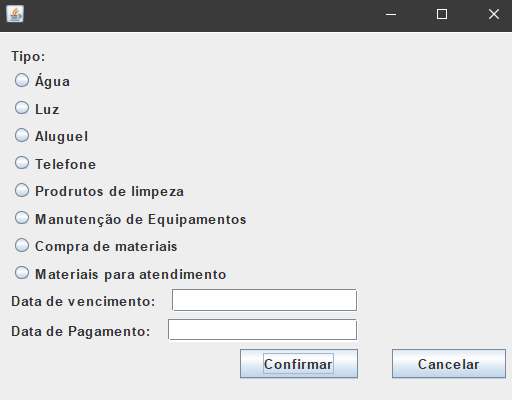 Tipo:
Água
Luz
Aluguel
Telefone
Prodrutos de limpeza
Manutenção de Equipamentos
Compra de materiais
Materiais para atendimento
Data de vencimento:
Data de Pagamento:
Confirmar Cancelar